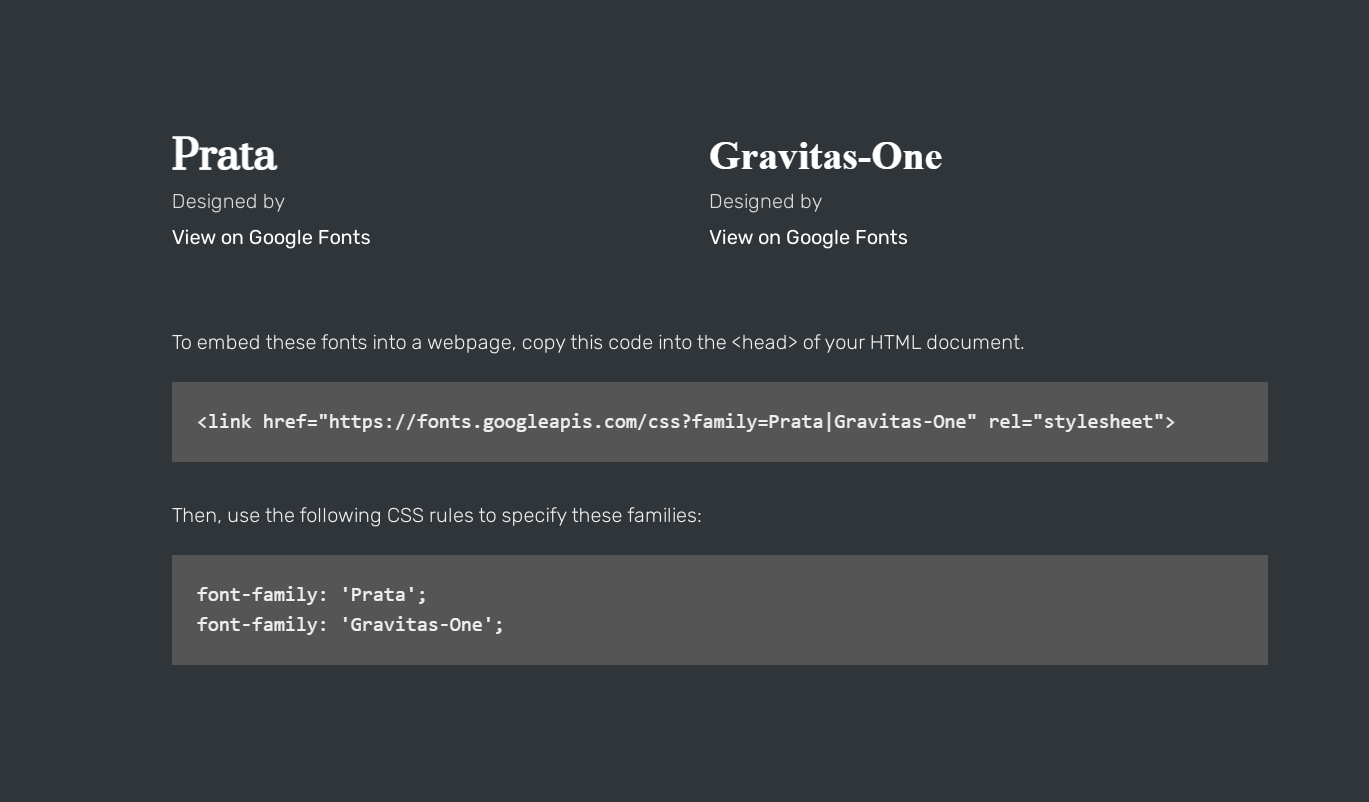 Prata
Designed by
View on Google Fonts
Gravitas-One
Designed by
View on Google Fonts
To embed these fonts into a webpage, copy this code into the <head> of your HTML document.
<link href="https://fonts.googleapis.com/css?family=Prata|Gravitas-One" rel="stylesheet">
Then, use the following CSS rules to specify these families:
font-family: 'Prata';
font-family: 'Gravitas-One';